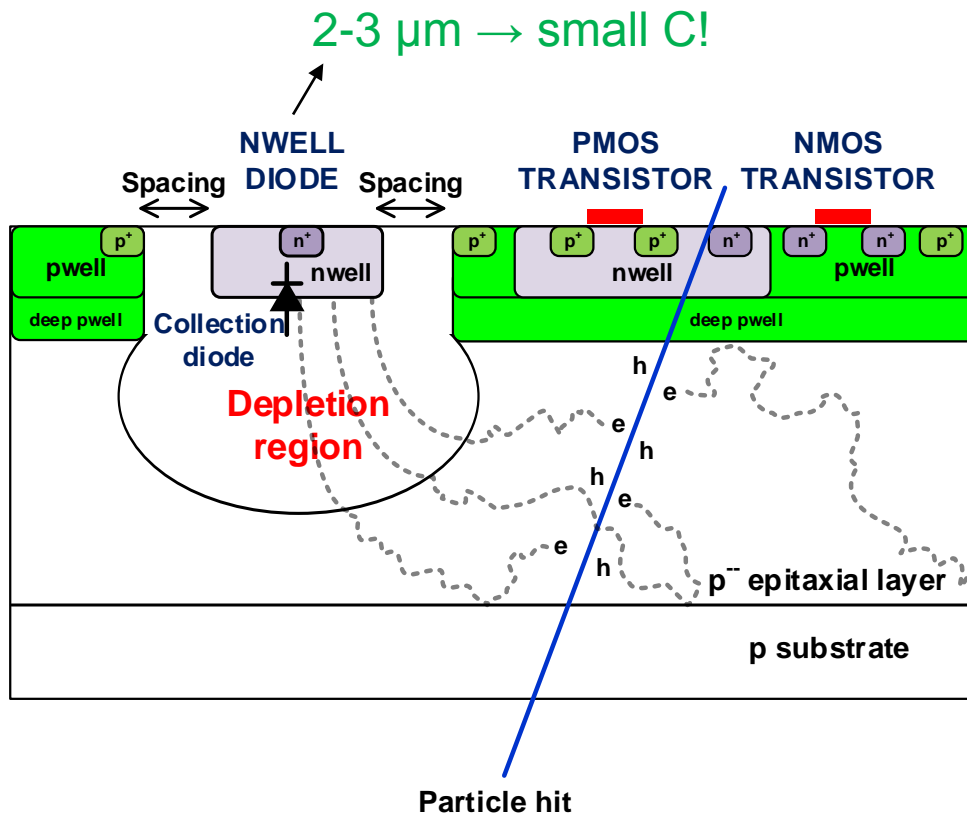 2-3 µm → small C!
NWELL
DIODE
PMOS
TRANSISTOR
NMOS
TRANSISTOR
Spacing
Spacing
p+
n+
p+
p+
p+
n+
n+
n+
p+
pwell
nwell
nwell
pwell
deep pwell
deep pwell
Collection
diode
Depletion
region
h
e
e
h
h
e
e
h
p-- epitaxial layer
p substrate
Particle hit